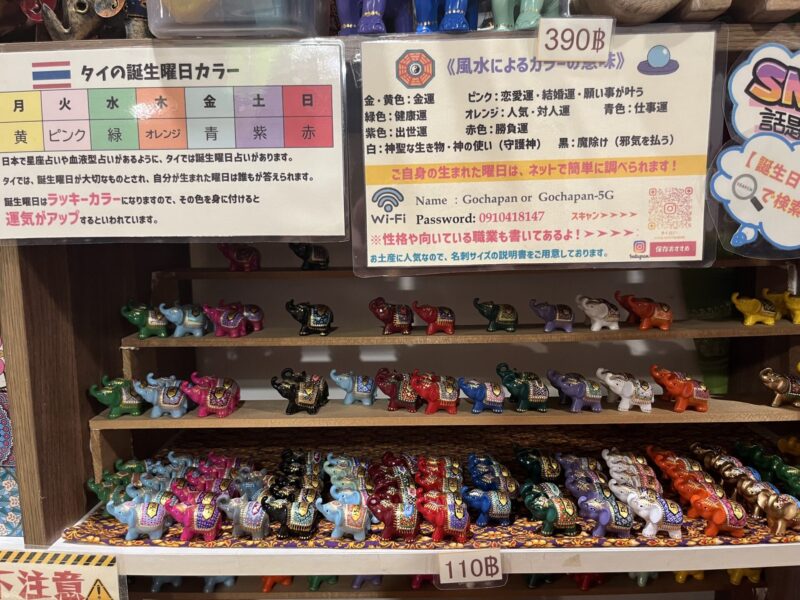 タイの誕生曜日カラー
月 火 水 木 金 土 日
黄 ピンク 緑 オレンジ 青 紫 赤
日本で星座占いや血液型占いがあるように、タイでは誕生曜日占いがあります。
タイでは、誕生曜日が大切なものとされ、自分が生まれた曜日は誰もが答えられます。
誕生曜日はラッキーカラーになりますので、その色を身に付けると
運気がアップするといわれています。
390฿
《風水によるカラーの意味》
金・黄色：金運 ピンク：恋愛運・結婚運・願い事が叶う
緑色：健康運 オレンジ：人気・対人運 青色：仕事運
紫色：出世運 赤色：勝負運
白：神聖な生き物・神の使い（守護神） 黒：魔除け（邪気を払う）
ご自身の生まれた曜日は、ネットで簡単に調べられます！
Wi-Fi
Name : Gochapan or Gochapan-5G
Password: 0910418147 スキャン
※性格や向いている職業も書いてあるよ！
お土産に人気なので、名刺サイズの説明書をご用意しております。
保存おすすめ
SN
話題
【誕生日
で検索
110฿
不注意